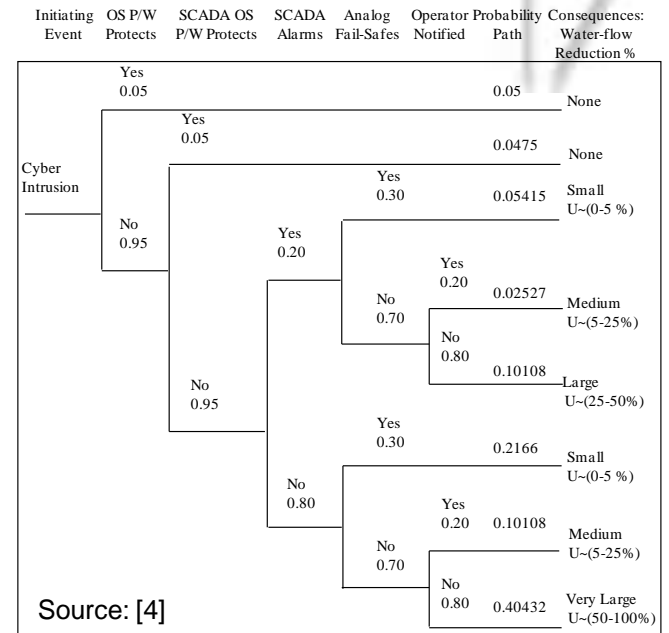 Initiating OS P/W SCADA OS SCADA Analog Operator Probability Consequences:
Event Protects P/W Protects Alarms Fail-Safes Notified Path Water-flow
Reduction %
Yes
0.05
0.05
None
Yes
0.05
0.0475
None
Cyber
Intrusion
Yes
0.30
0.05415
Small
U~(0-5 %)
No
0.95
Yes
0.20
Yes
0.20
0.02527
Medium
U~(5-25%)
No
0.70
No
0.80
0.10108
Large
U~(25-50%)
No
0.95
Yes
0.30
0.2166
Small
U~(0-5 %)
No
0.80
Yes
0.20
0.10108
Medium
U~(5-25%)
No
0.70
No
0.80
0.40432
Very Large
U~(50-100%)
Source: [4]